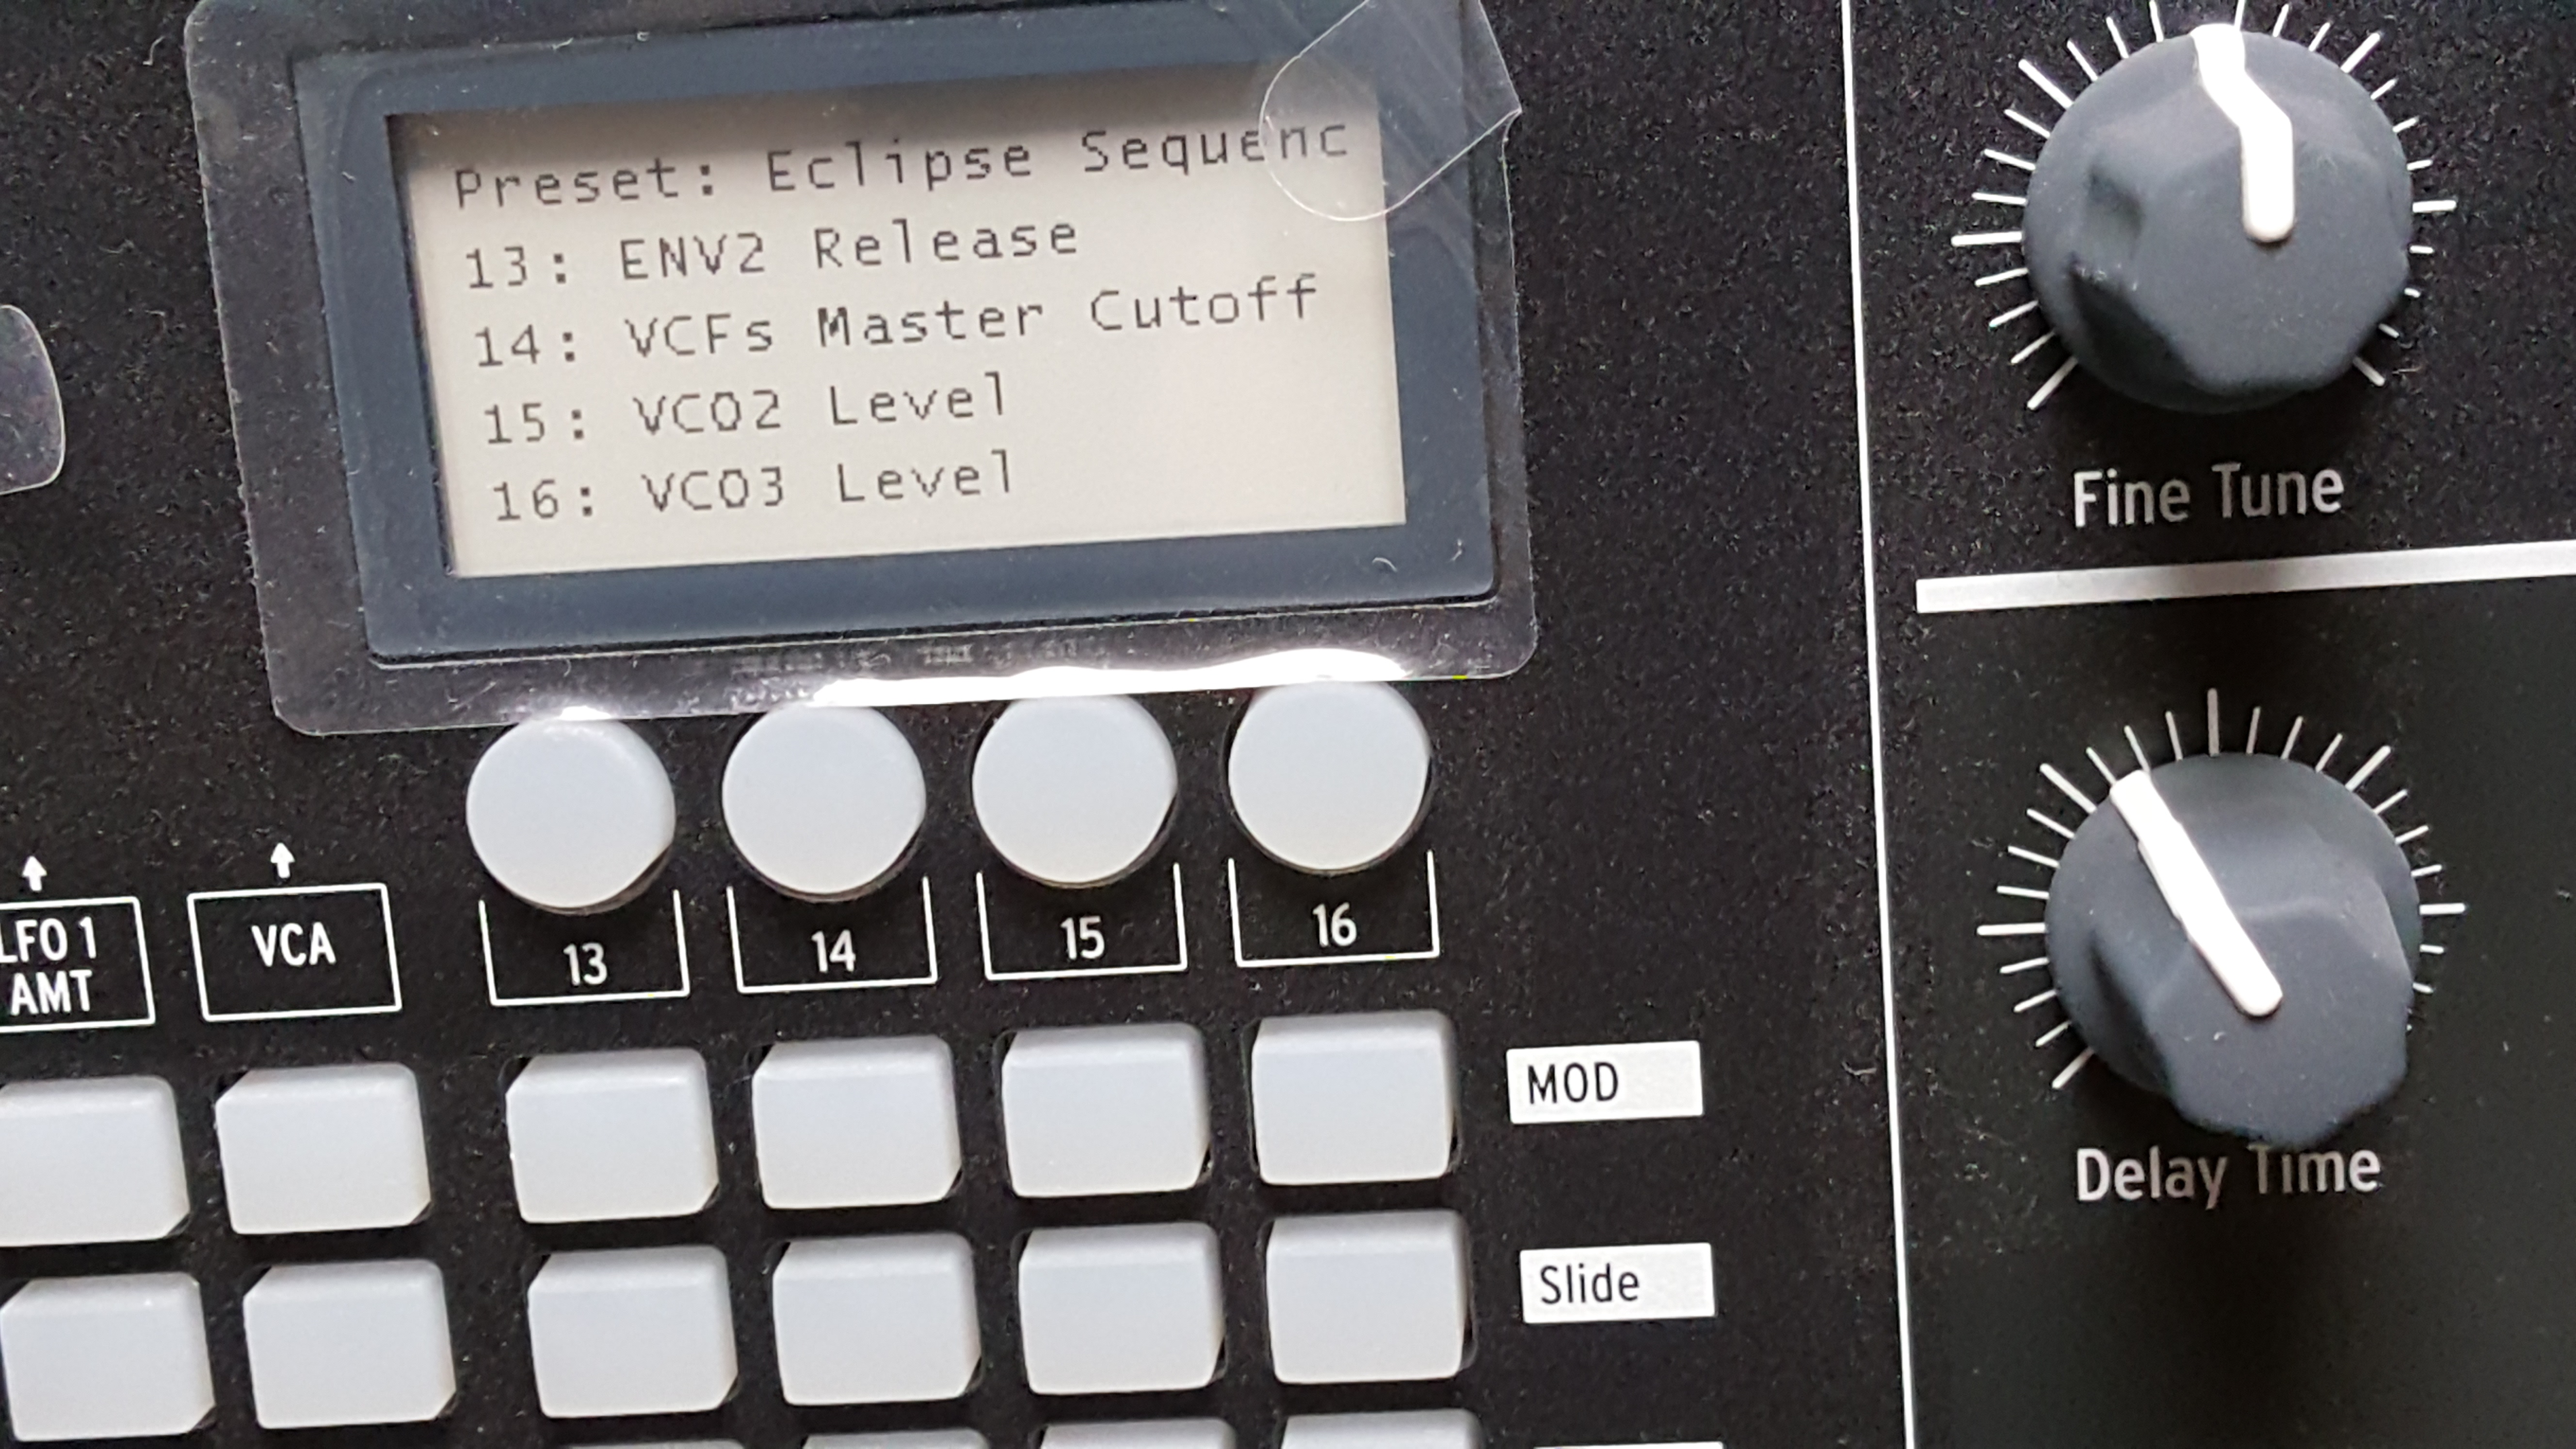 Preset: Eclipse Sequenc
13: ENV2 Release
14: VCFs Master Cutoff
15: VCO2 Level
16: VCO3 Level
Fine Tune
LFO 1
AMT
VCA
13
14
15
16
MOD
Slide
Delay Time